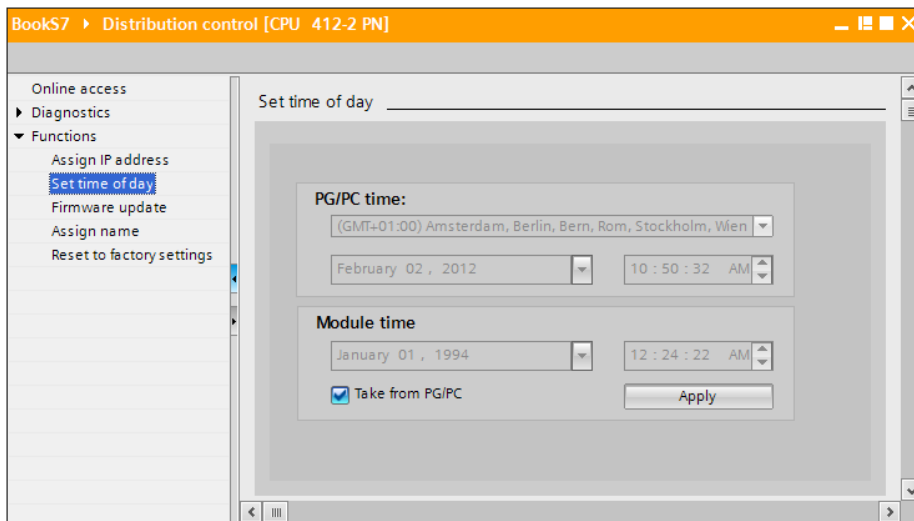 BookS7 ▸ Distribution control [CPU 412-2 PN]
Online access
Diagnostics
Functions
Assign IP address
Set time of day
Firmware update
Assign name
Reset to factory settings
Set time of day
PG/PC time:
(GMT+01:00) Amsterdam, Berlin, Bern, Rom, Stockholm, Wien
February 02 , 2012
10 : 50 : 32 AM
Module time
January 01 , 1994
12 : 24 : 22 AM
Take from PG/PC
Apply